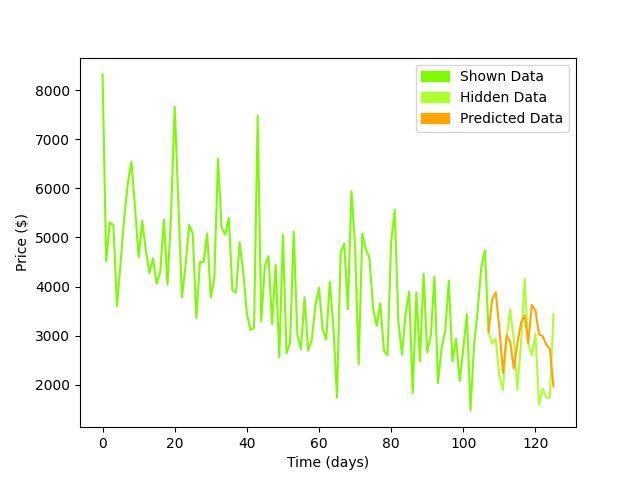 Shown Data
Hidden Data
Predicted Data
8000
7000
6000
5000
4000
3000
2000
Price ($)
0 20 40 60 80 100 120
Time (days)